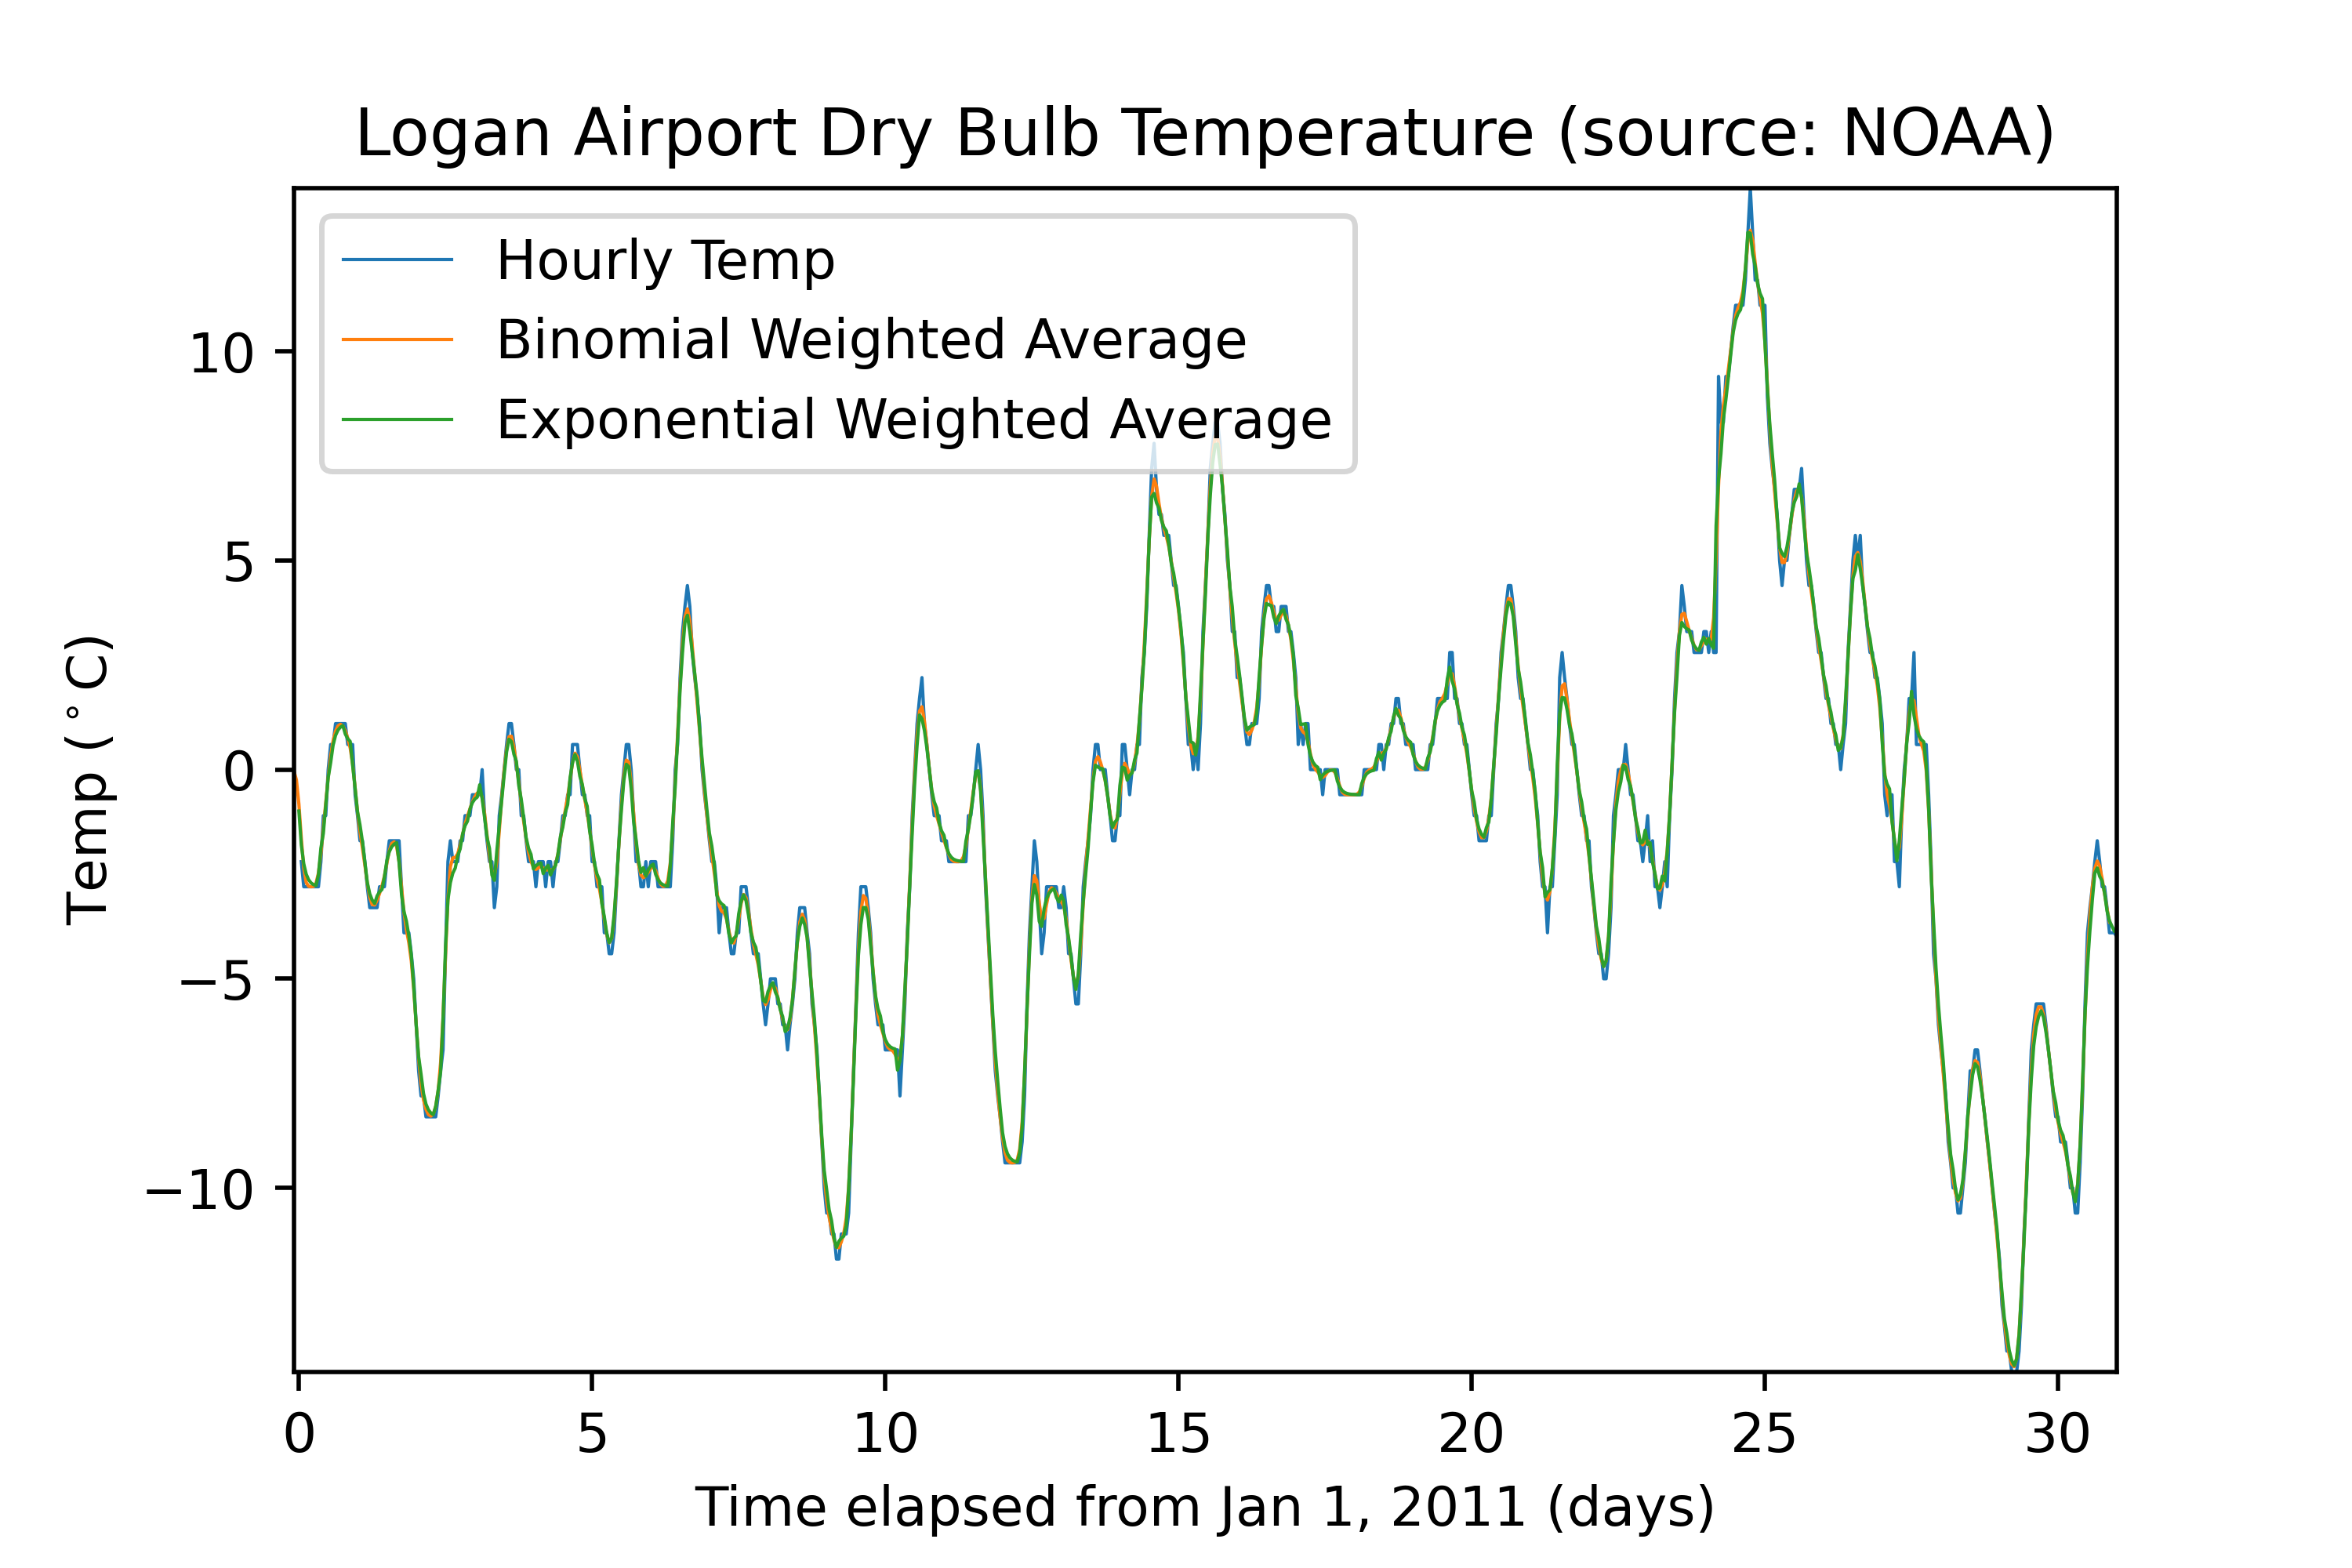 Logan Airport Dry Bulb Temperature (source: NOAA)
Hourly Temp
Binomial Weighted Average
Exponential Weighted Average
10
5
0
−5
−10
Temp (°C)
0 5 10 15 20 25 30
Time elapsed from Jan 1, 2011 (days)